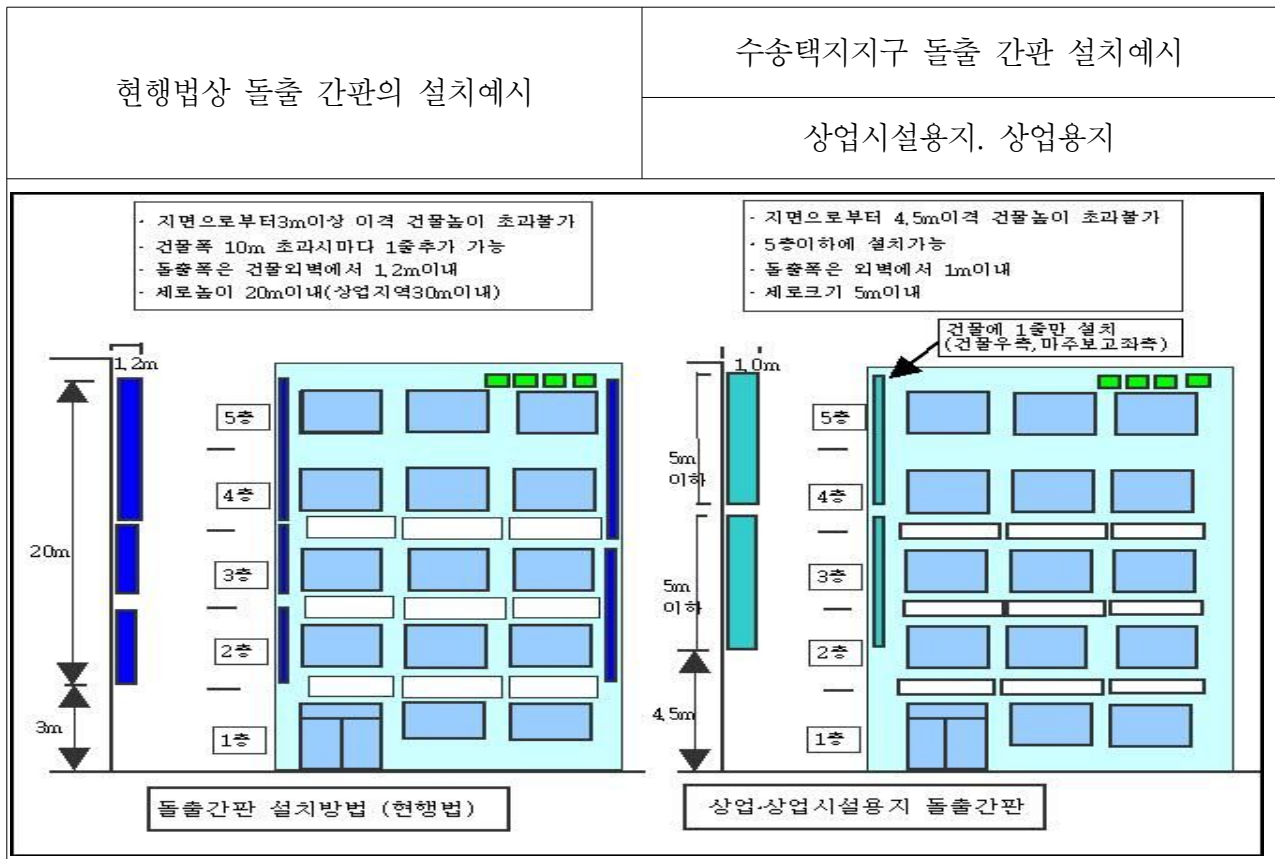 현행법상 돌출 간판의 설치예시
수송택지지구 돌출 간판 설치예시
상업시설용지. 상업용지
· 지면으로부터3m이상 이격 건물높이 초과불가
· 건물폭 10m 초과시마다 1줄추가 가능
· 돌출폭은 건물외벽에서 1.2m이내
· 세로높이 20m이내(상업지역30m이내)
1.2m
20m
3m
5층
4층
3층
2층
1층
돌출간판 설치방법 (현행법)
· 지면으로부터 4.5m이격 건물높이 초과불가
· 5층이하에 설치가능
· 돌출폭은 외벽에서 1m이내
· 세로크기 5m이내
건물에 1줄만 설치
(건물우측,마주보고좌측)
1.0m
5m
이하
5m
이하
4.5m
5층
4층
3층
2층
1층
상업·상업시설용지 돌출간판